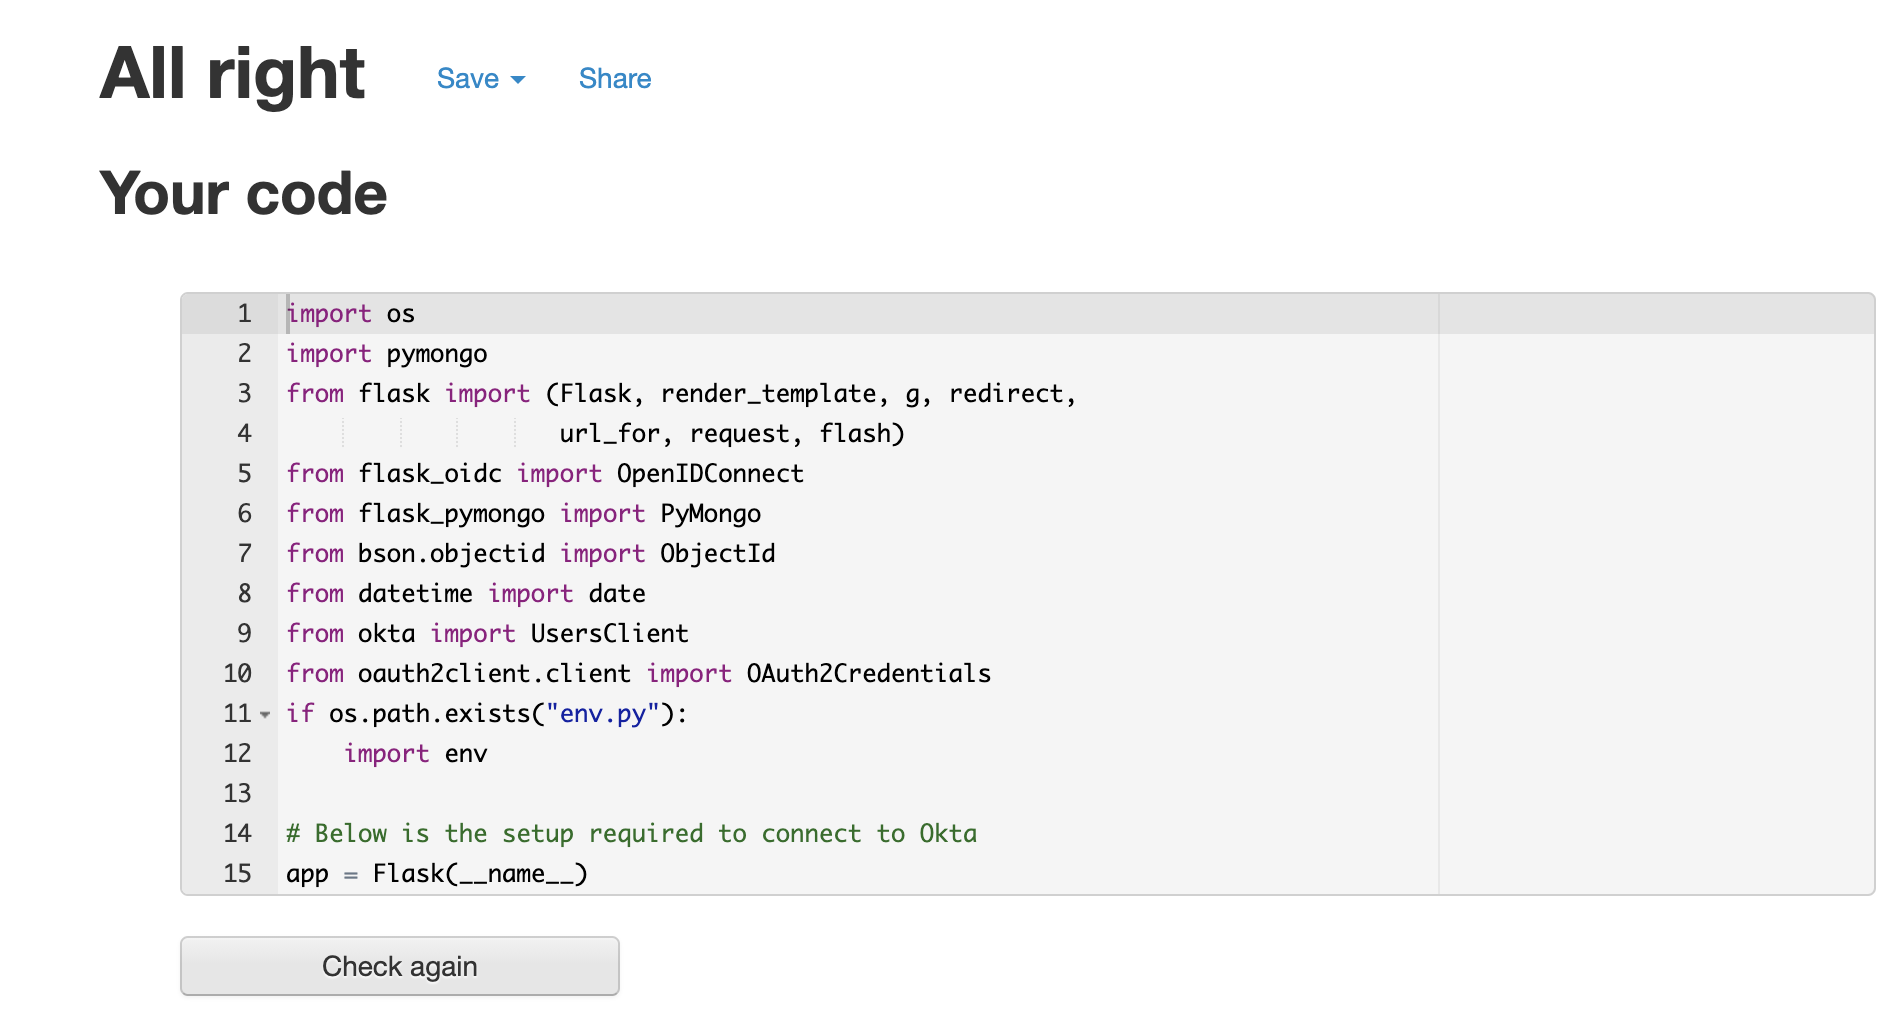 All right Save Share
Your code
1 import os
2 import pymongo
3 from flask import (Flask, render_template, g, redirect,
4                    url_for, request, flash)
5 from flask_oidc import OpenIDConnect
6 from flask_pymongo import PyMongo
7 from bson.objectid import ObjectId
8 from datetime import date
9 from okta import UsersClient
10 from oauth2client.client import OAuth2Credentials
11 if os.path.exists("env.py"):
12     import env
13
14 # Below is the setup required to connect to Okta
15 app = Flask(__name__)
Check again